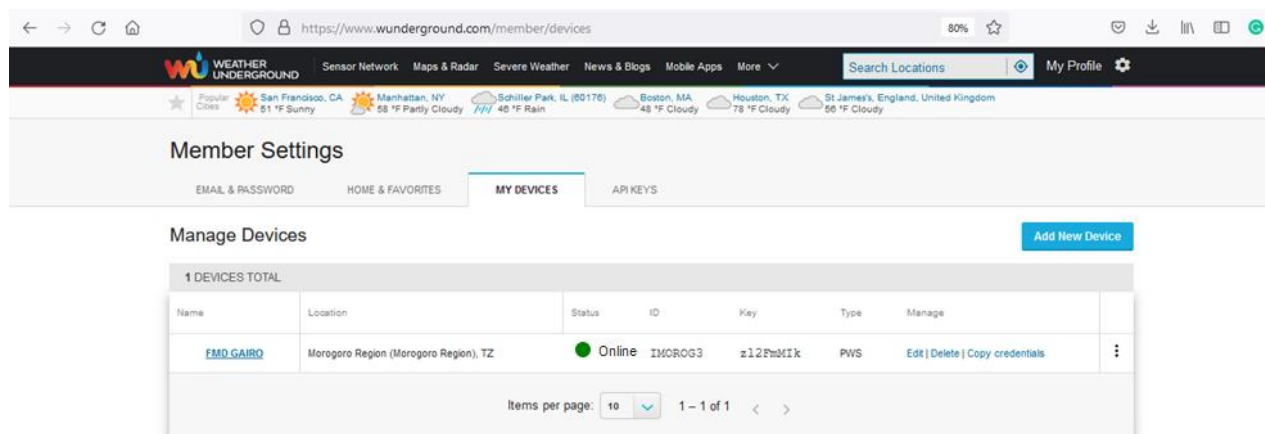 https://www.wunderground.com/member/devices 80%
WEATHER UNDERGROUND Sensor Network Maps & Radar Severe Weather News & Blogs Mobile Apps More Search Locations My Profile
Popular Cities San Francisco, CA 51 °F Sunny Manhattan, NY 58 °F Partly Cloudy Schiller Park, IL (60176) 46 °F Rain Boston, MA 48 °F Cloudy Houston, TX 78 °F Cloudy St James's, England, United Kingdom 56 °F Cloudy
Member Settings
EMAIL & PASSWORD HOME & FAVORITES MY DEVICES API KEYS
Manage Devices Add New Device
1 DEVICES TOTAL
Name Location Status ID Key Type Manage
FMD GAIRO Morogoro Region (Morogoro Region), TZ Online IMOROG3 zl2FmMIk PWS Edit | Delete | Copy credentials
Items per page: 10 1 – 1 of 1